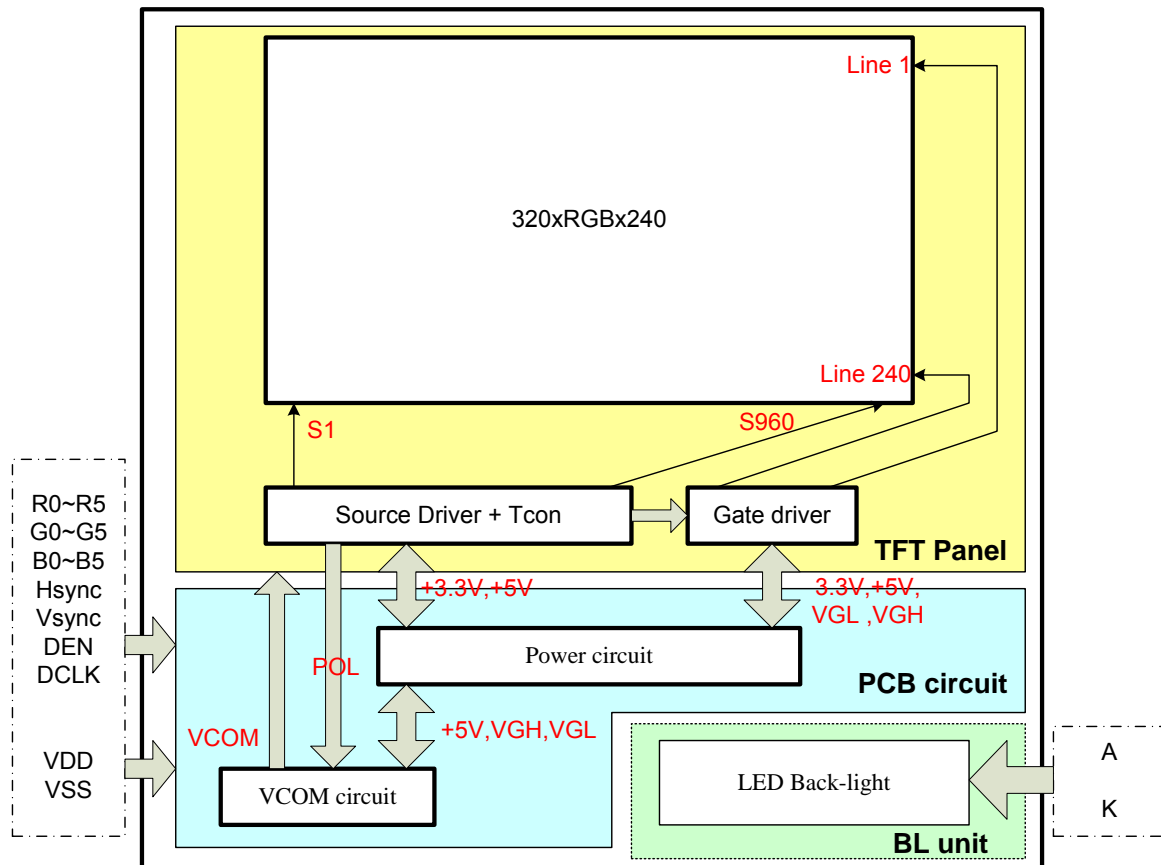 Line 1
320xRGBx240
Line 240
S1
S960
Source Driver + Tcon
Gate driver
TFT Panel
R0~R5
G0~G5
B0~B5
Hsync
Vsync
DEN
DCLK
VDD
VSS
+3.3V,+5V
3.3V,+5V,
VGL ,VGH
Power circuit
POL
PCB circuit
VCOM
+5V,VGH,VGL
VCOM circuit
LED Back-light
BL unit
A
K